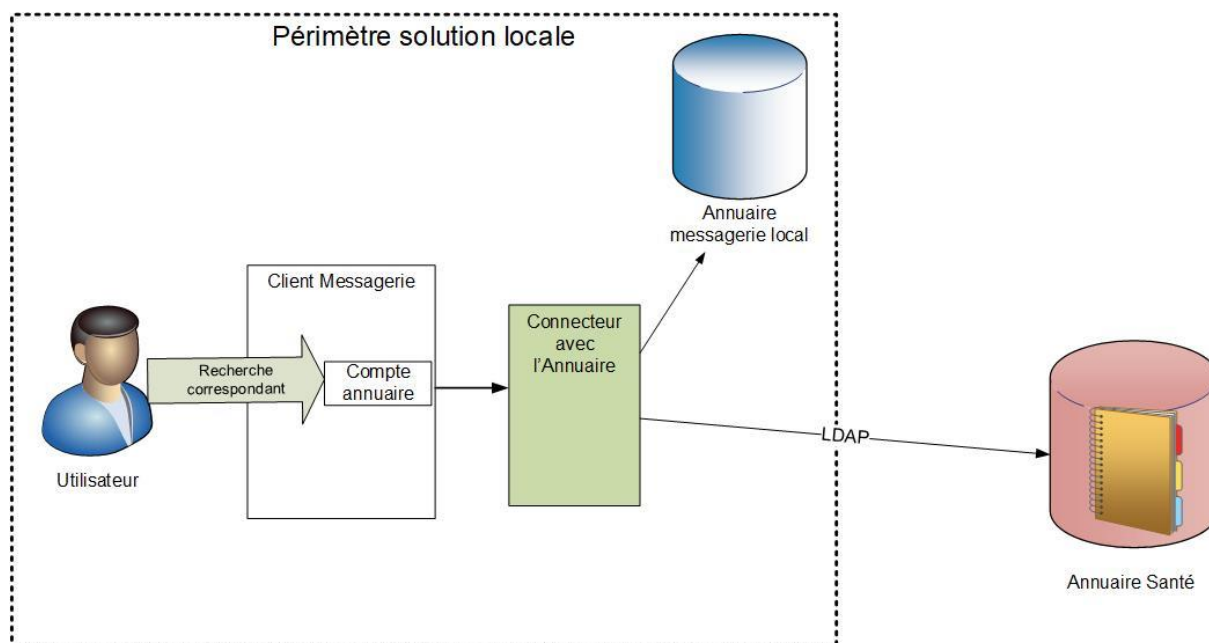 Périmètre solution locale
Annuaire
messagerie local
Client Messagerie
Connecteur
avec
l'Annuaire
Recherche
correspondant
Compte
annuaire
LDAP
Utilisateur
Annuaire Santé